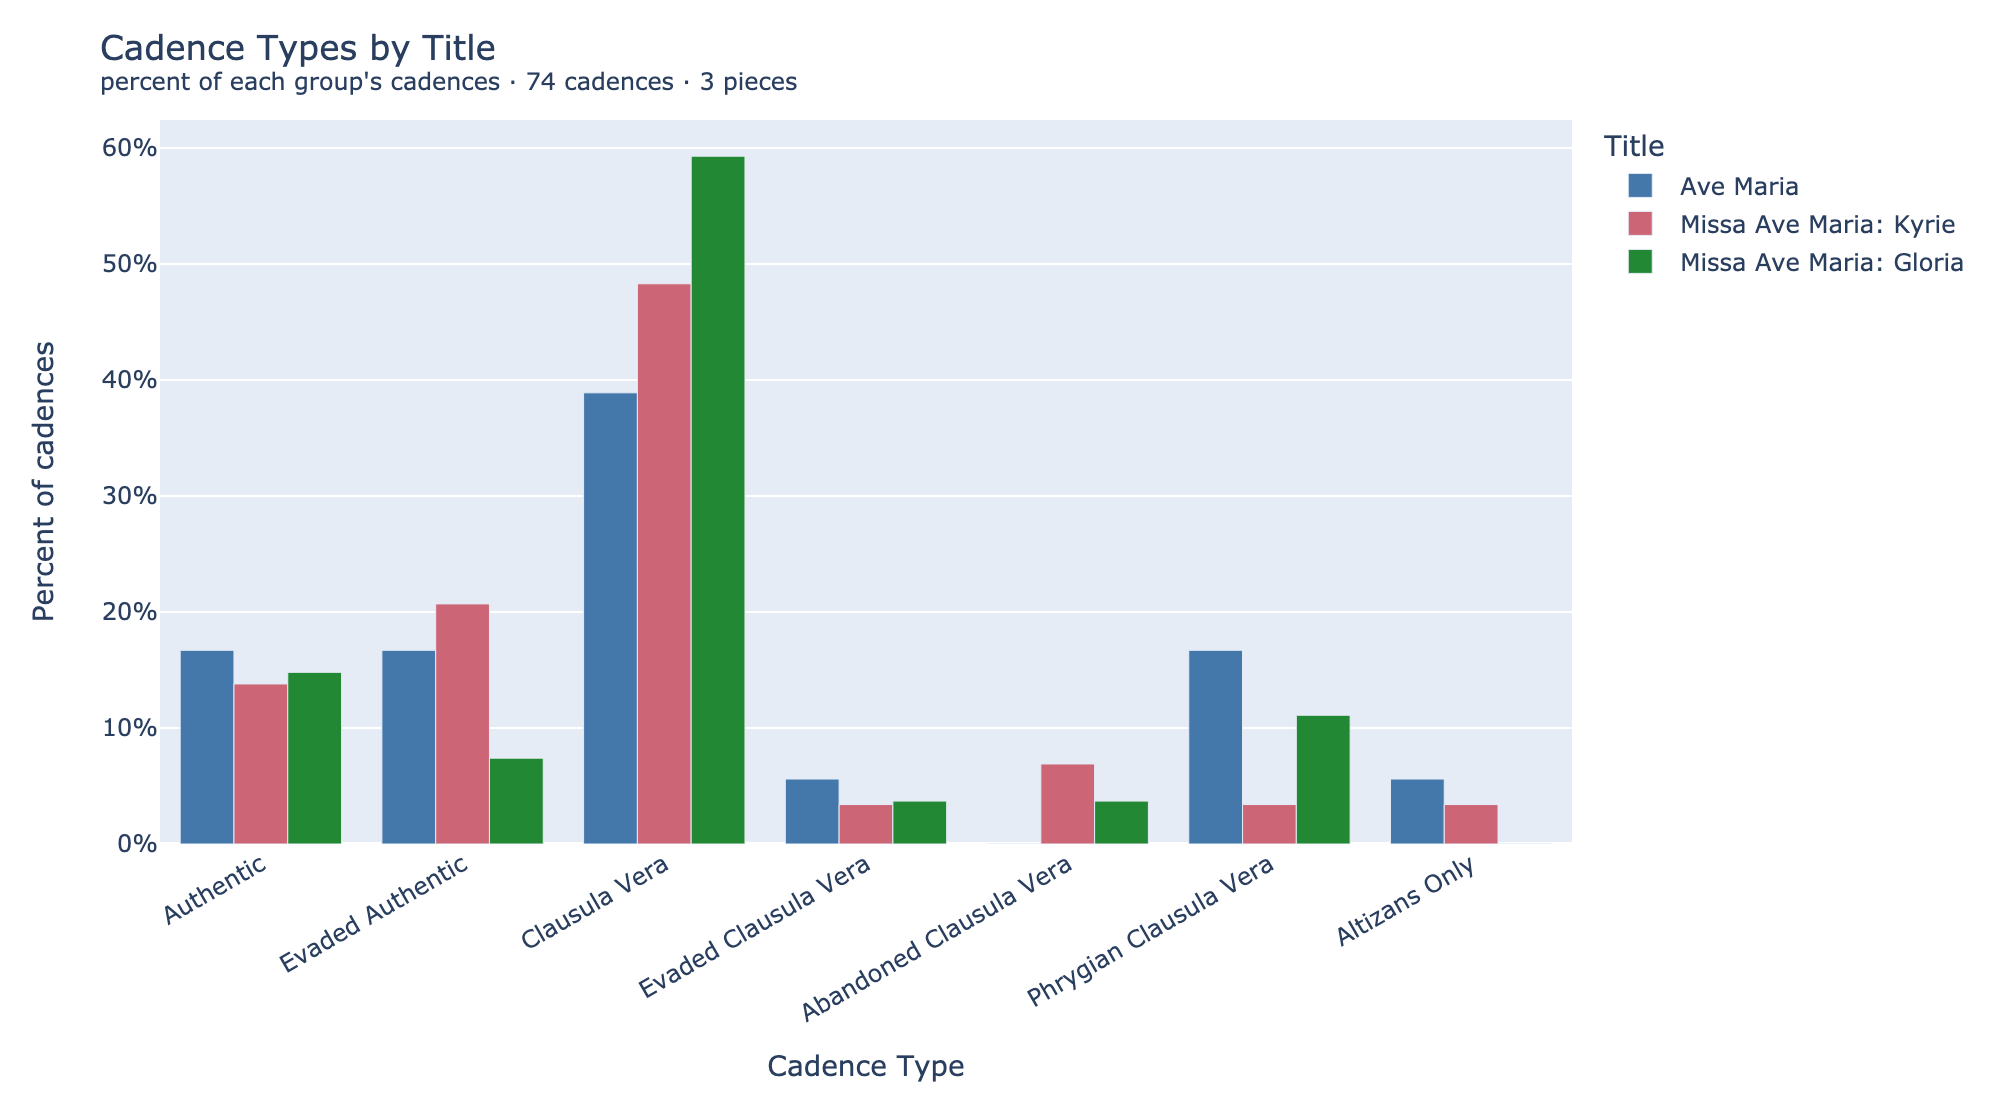 Cadence Types by Title
percent of each group's cadences · 74 cadences · 3 pieces
Title
Ave Maria
Missa Ave Maria: Kyrie
Missa Ave Maria: Gloria
Percent of cadences
60%
50%
40%
30%
20%
10%
0%
Authentic
Evaded Authentic
Clausula Vera
Evaded Clausula Vera
Abandoned Clausula Vera
Phrygian Clausula Vera
Altizans Only
Cadence Type